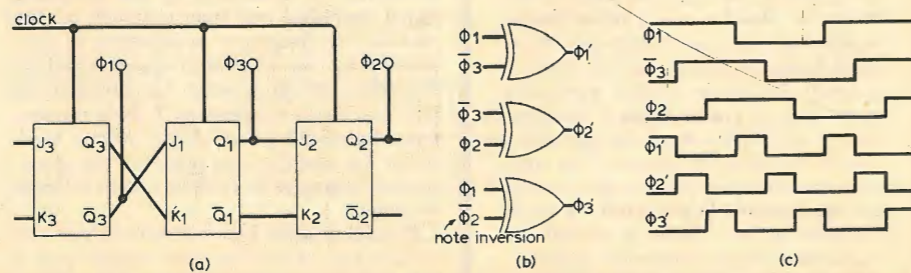 clock
Φ1 Φ3 Φ2
J3 Q3 J1 Q1 J2 Q2
K3 Q̅3 K1 Q̅1 K2 Q̅2
(a)
Φ1
Φ̅3
Φ1'
Φ̅3
Φ2
Φ2'
Φ1
Φ̅2
Φ3'
note inversion
(b)
Φ1
Φ̅3
Φ2
Φ1'
Φ2'
Φ3'
(c)